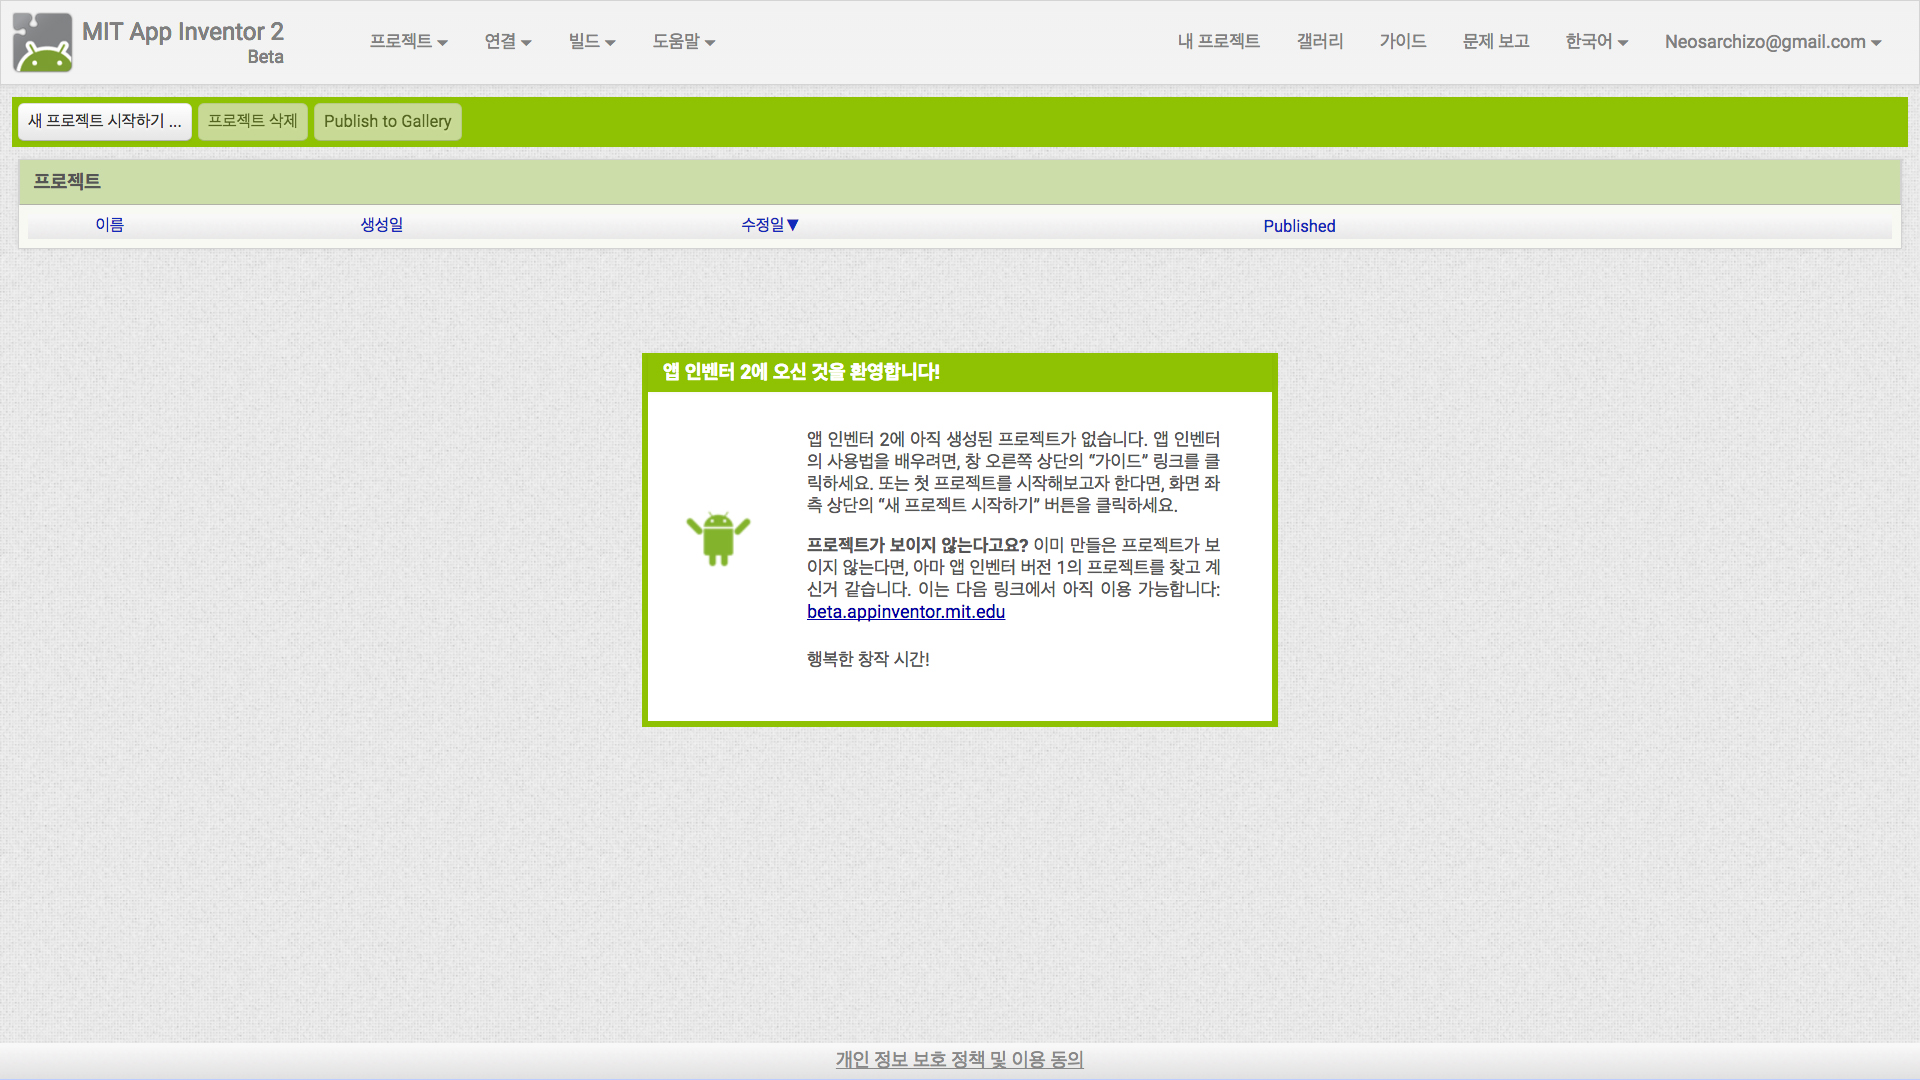 MIT App Inventor 2
Beta
프로젝트 연결 빌드 도움말 내 프로젝트 갤러리 가이드 문제 보고 한국어 Neosarchizo@gmail.com
새 프로젝트 시작하기 ... 프로젝트 삭제 Publish to Gallery
프로젝트
이름 생성일 수정일▼ Published
앱 인벤터 2에 오신 것을 환영합니다!
앱 인벤터 2에 아직 생성된 프로젝트가 없습니다. 앱 인벤터
의 사용법을 배우려면, 창 오른쪽 상단의 “가이드” 링크를 클
릭하세요. 또는 첫 프로젝트를 시작해보고자 한다면, 화면 좌
측 상단의 “새 프로젝트 시작하기” 버튼을 클릭하세요.
프로젝트가 보이지 않는다고요? 이미 만들은 프로젝트가 보
이지 않는다면, 아마 앱 인벤터 버전 1의 프로젝트를 찾고 계
신거 같습니다. 이는 다음 링크에서 아직 이용 가능합니다:
beta.appinventor.mit.edu
행복한 창작 시간!
개인 정보 보호 정책 및 이용 동의